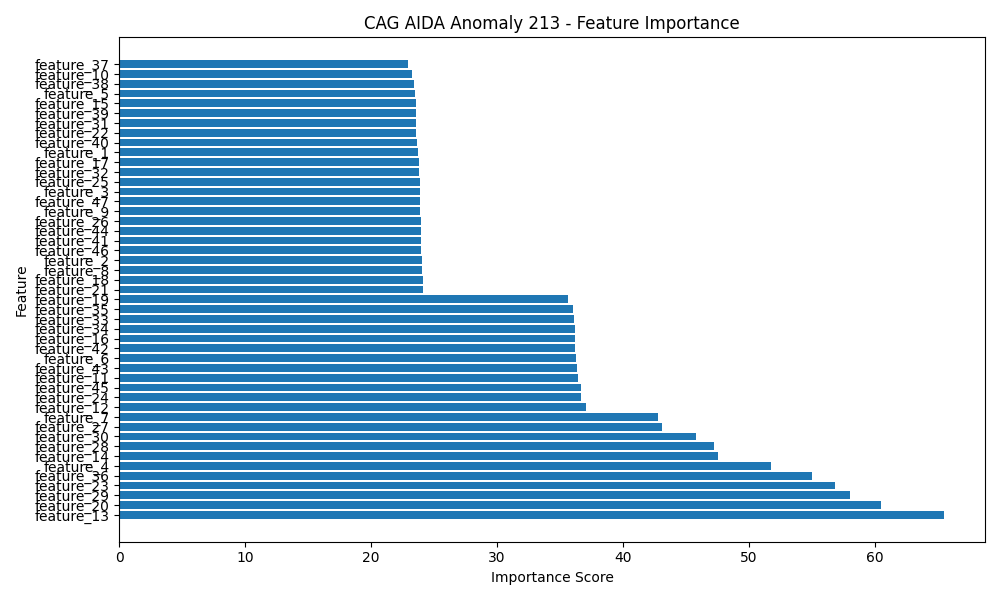 CAG AIDA Anomaly 213 - Feature Importance
feature_37
feature_10
feature_38
feature_5
feature_15
feature_39
feature_31
feature_22
feature_40
feature_1
feature_17
feature_32
feature_25
feature_3
feature_47
feature_9
feature_26
feature_44
feature_41
feature_46
feature_2
feature_8
feature_18
feature_21
feature_19
feature_35
feature_33
feature_34
feature_16
feature_42
feature_6
feature_43
feature_11
feature_45
feature_24
feature_12
feature_7
feature_27
feature_30
feature_28
feature_14
feature_4
feature_36
feature_23
feature_29
feature_20
feature_13
Feature
0 10 20 30 40 50 60
Importance Score